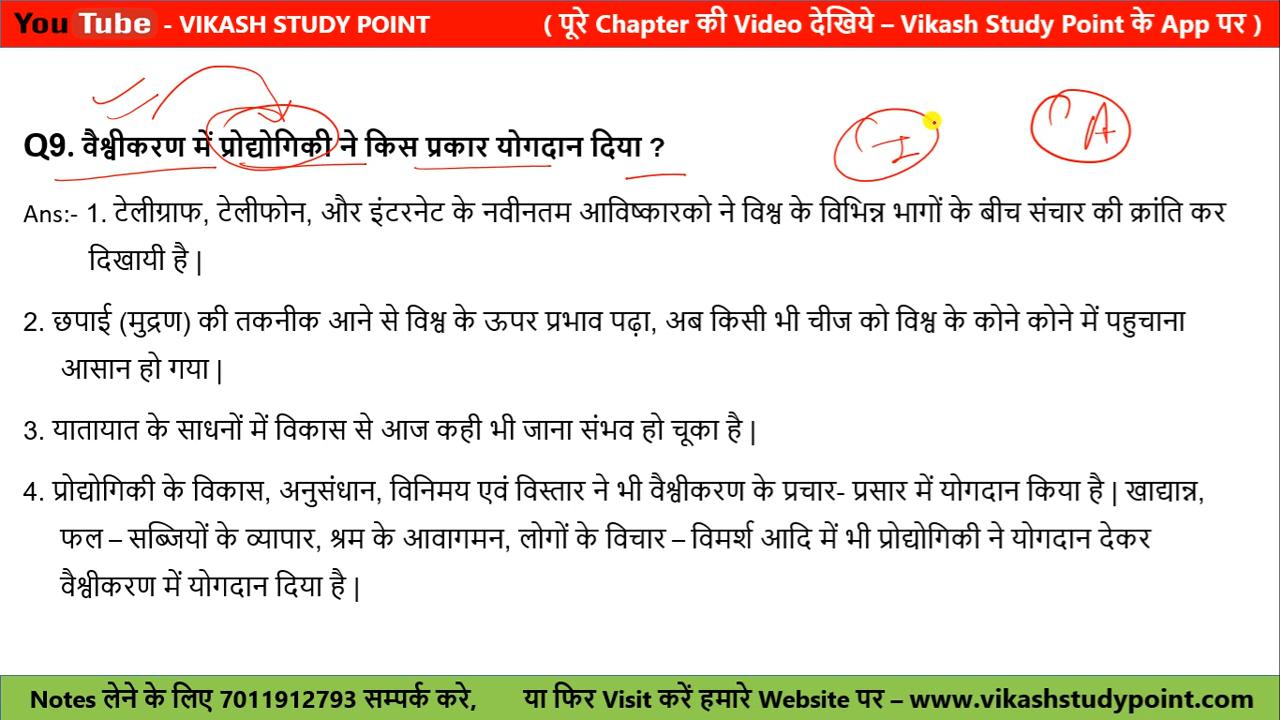 YouTube - VIKASH STUDY POINT ( पूरे Chapter की Video देखिये – Vikash Study Point के App पर )
I A
Q9. वैश्वीकरण में प्रोद्योगिकी ने किस प्रकार योगदान दिया ?
Ans:- 1. टेलीग्राफ, टेलीफोन, और इंटरनेट के नवीनतम आविष्कारको ने विश्व के विभिन्न भागों के बीच संचार की क्रांति कर
दिखायी है |
2. छपाई (मुद्रण) की तकनीक आने से विश्व के ऊपर प्रभाव पढ़ा, अब किसी भी चीज को विश्व के कोने कोने में पहुचाना
आसान हो गया |
3. यातायात के साधनों में विकास से आज कही भी जाना संभव हो चूका है |
4. प्रोद्योगिकी के विकास, अनुसंधान, विनिमय एवं विस्तार ने भी वैश्वीकरण के प्रचार- प्रसार में योगदान किया है | खाद्यान्न,
फल – सब्जियों के व्यापार, श्रम के आवागमन, लोगों के विचार – विमर्श आदि में भी प्रोद्योगिकी ने योगदान देकर
वैश्वीकरण में योगदान दिया है |
Notes लेने के लिए 7011912793 सम्पर्क करे, या फिर Visit करें हमारे Website पर – www.vikashstudypoint.com